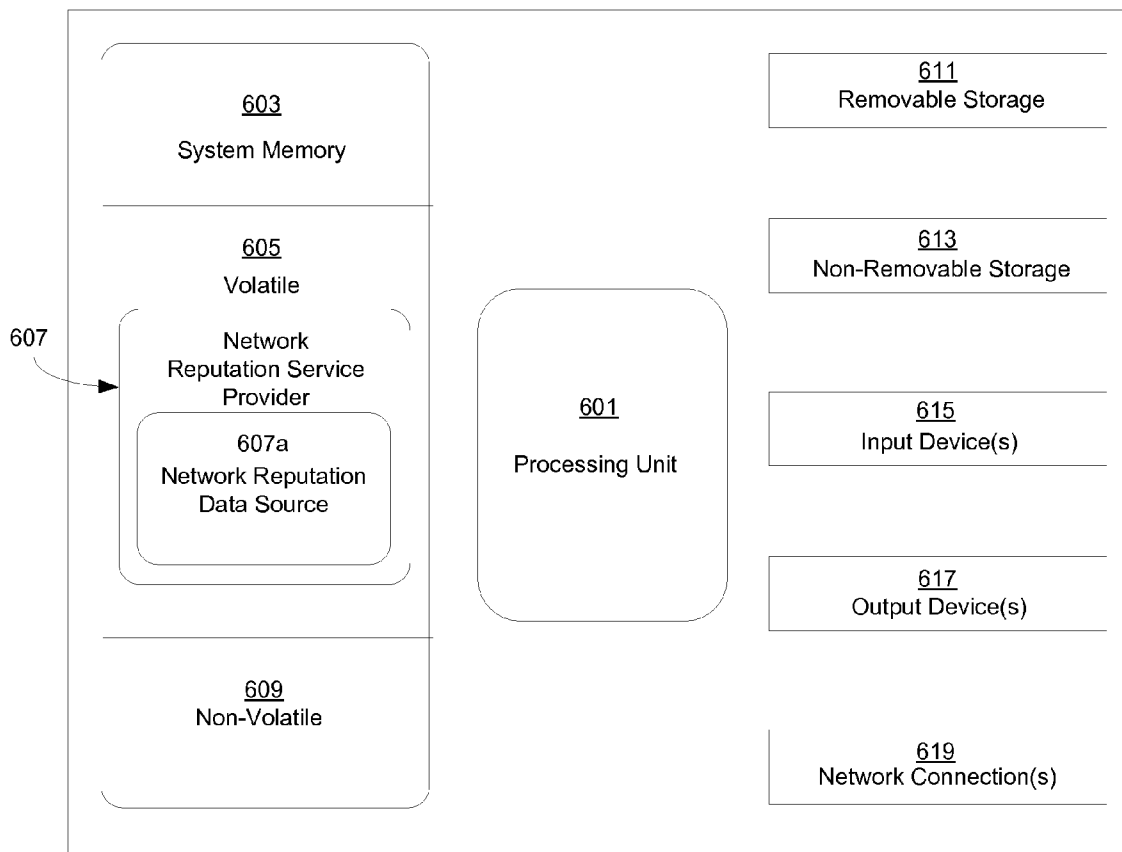 603
System Memory
605
Volatile
607
Network
Reputation Service
Provider
607a
Network Reputation
Data Source
609
Non-Volatile
601
Processing Unit
611
Removable Storage
613
Non-Removable Storage
615
Input Device(s)
617
Output Device(s)
619
Network Connection(s)